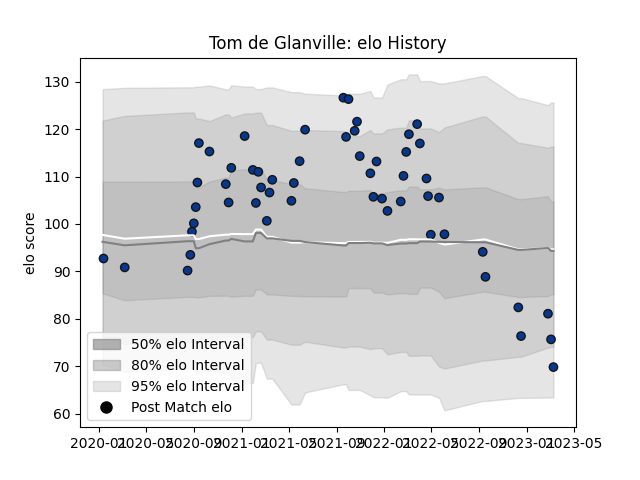 Tom de Glanville: elo History
elo score
130
120
110
100
90
80
70
60
50% elo Interval
80% elo Interval
95% elo Interval
Post Match elo
2020-01 2020-05 2020-09 2021-01 2021-05 2021-09 2022-01 2022-05 2022-09 2023-01 2023-05